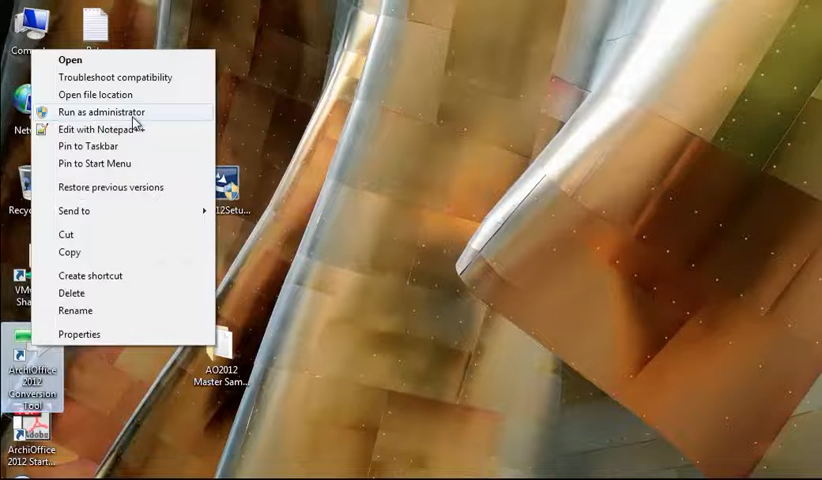 Open
Troubleshoot compatibility
Open file location
Run as administrator
Edit with Notepad++
Pin to Taskbar
Pin to Start Menu
Restore previous versions
Send to
Cut
Copy
Create shortcut
Delete
Rename
Properties
12Setu...
ArchiOffice
2012
Conversion
Tool
AO2012
Master Sam...
Adobe
ArchiOffice
2012 Start...